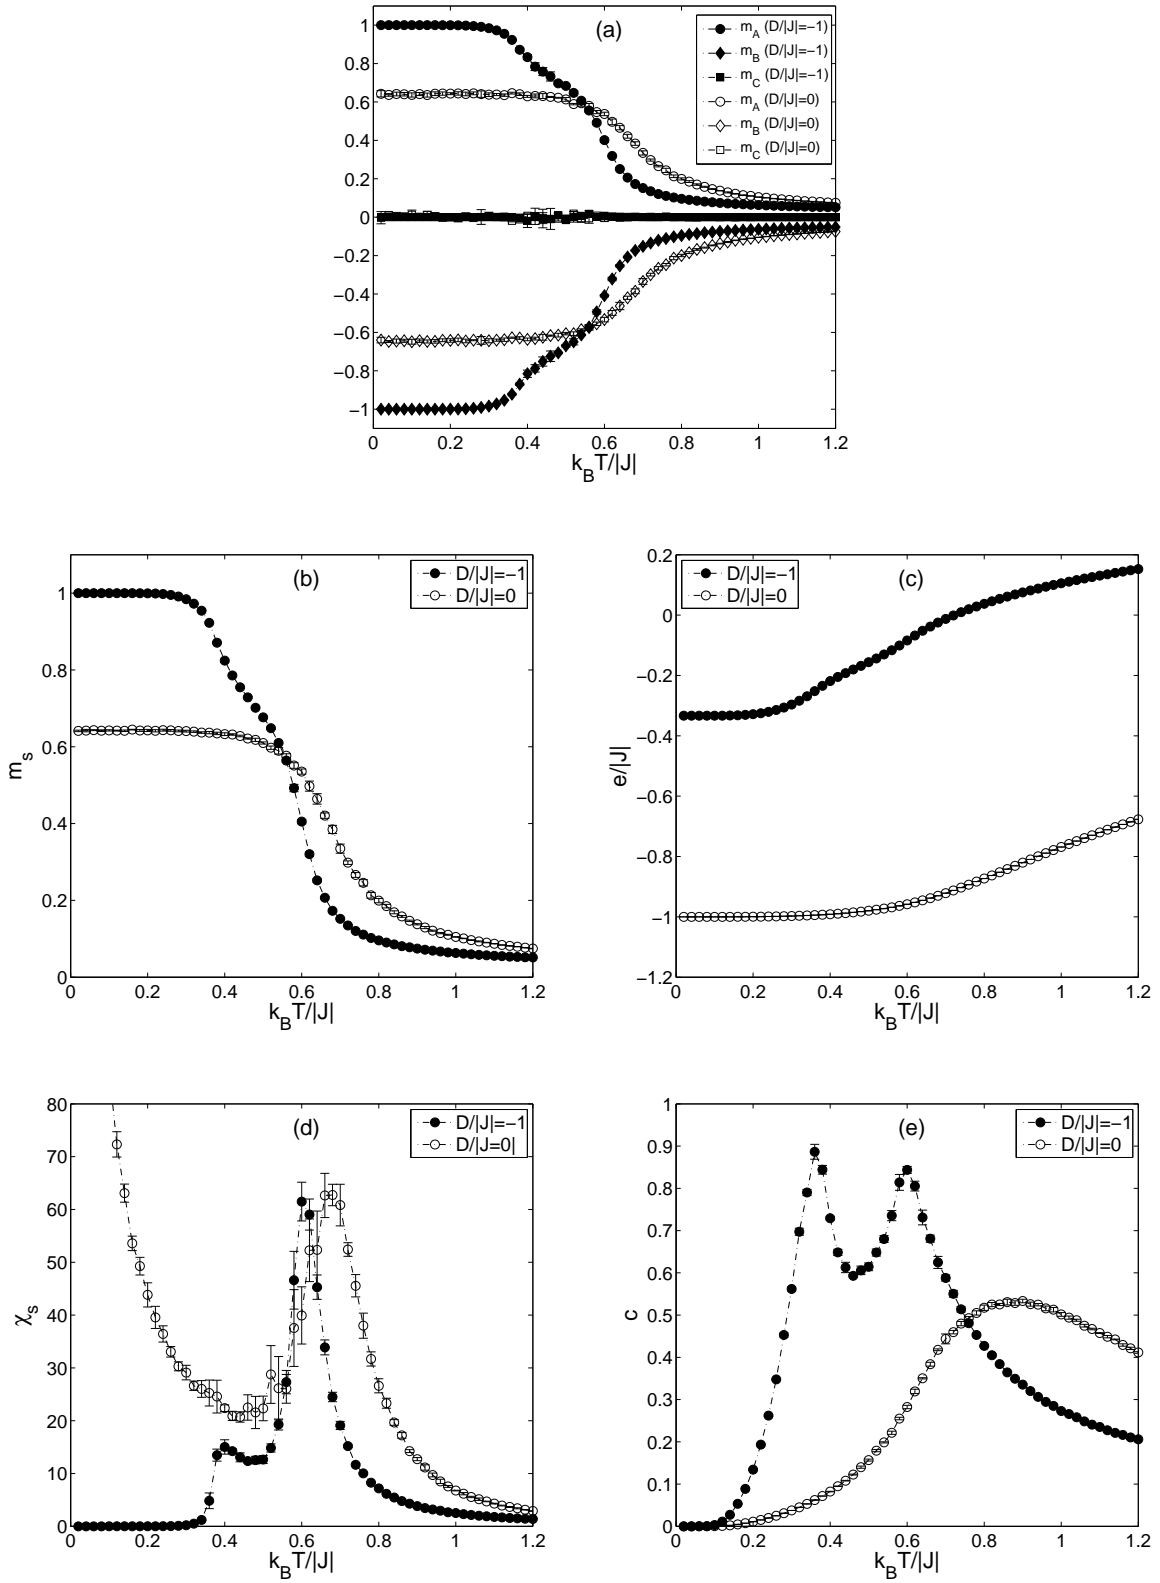 (a)
m_A (D/|J|=−1)
m_B (D/|J|=−1)
m_C (D/|J|=−1)
m_A (D/|J|=0)
m_B (D/|J|=0)
m_C (D/|J|=0)
1
0.8
0.6
0.4
0.2
0
−0.2
−0.4
−0.6
−0.8
−1
0 0.2 0.4 0.6 0.8 1 1.2
k_BT/|J|
(b)
D/|J|=−1
D/|J|=0
m_s
1
0.8
0.6
0.4
0.2
0
0 0.2 0.4 0.6 0.8 1 1.2
k_BT/|J|
(c)
D/|J|=−1
D/|J|=0
e/|J|
0.2
0
−0.2
−0.4
−0.6
−0.8
−1
−1.2
0 0.2 0.4 0.6 0.8 1 1.2
k_BT/|J|
(d)
D/|J|=−1
D/|J=0|
χ_s
80
70
60
50
40
30
20
10
0
0 0.2 0.4 0.6 0.8 1 1.2
k_BT/|J|
(e)
D/|J|=−1
D/|J|=0
c
1
0.9
0.8
0.7
0.6
0.5
0.4
0.3
0.2
0.1
0
0 0.2 0.4 0.6 0.8 1 1.2
k_BT/|J|